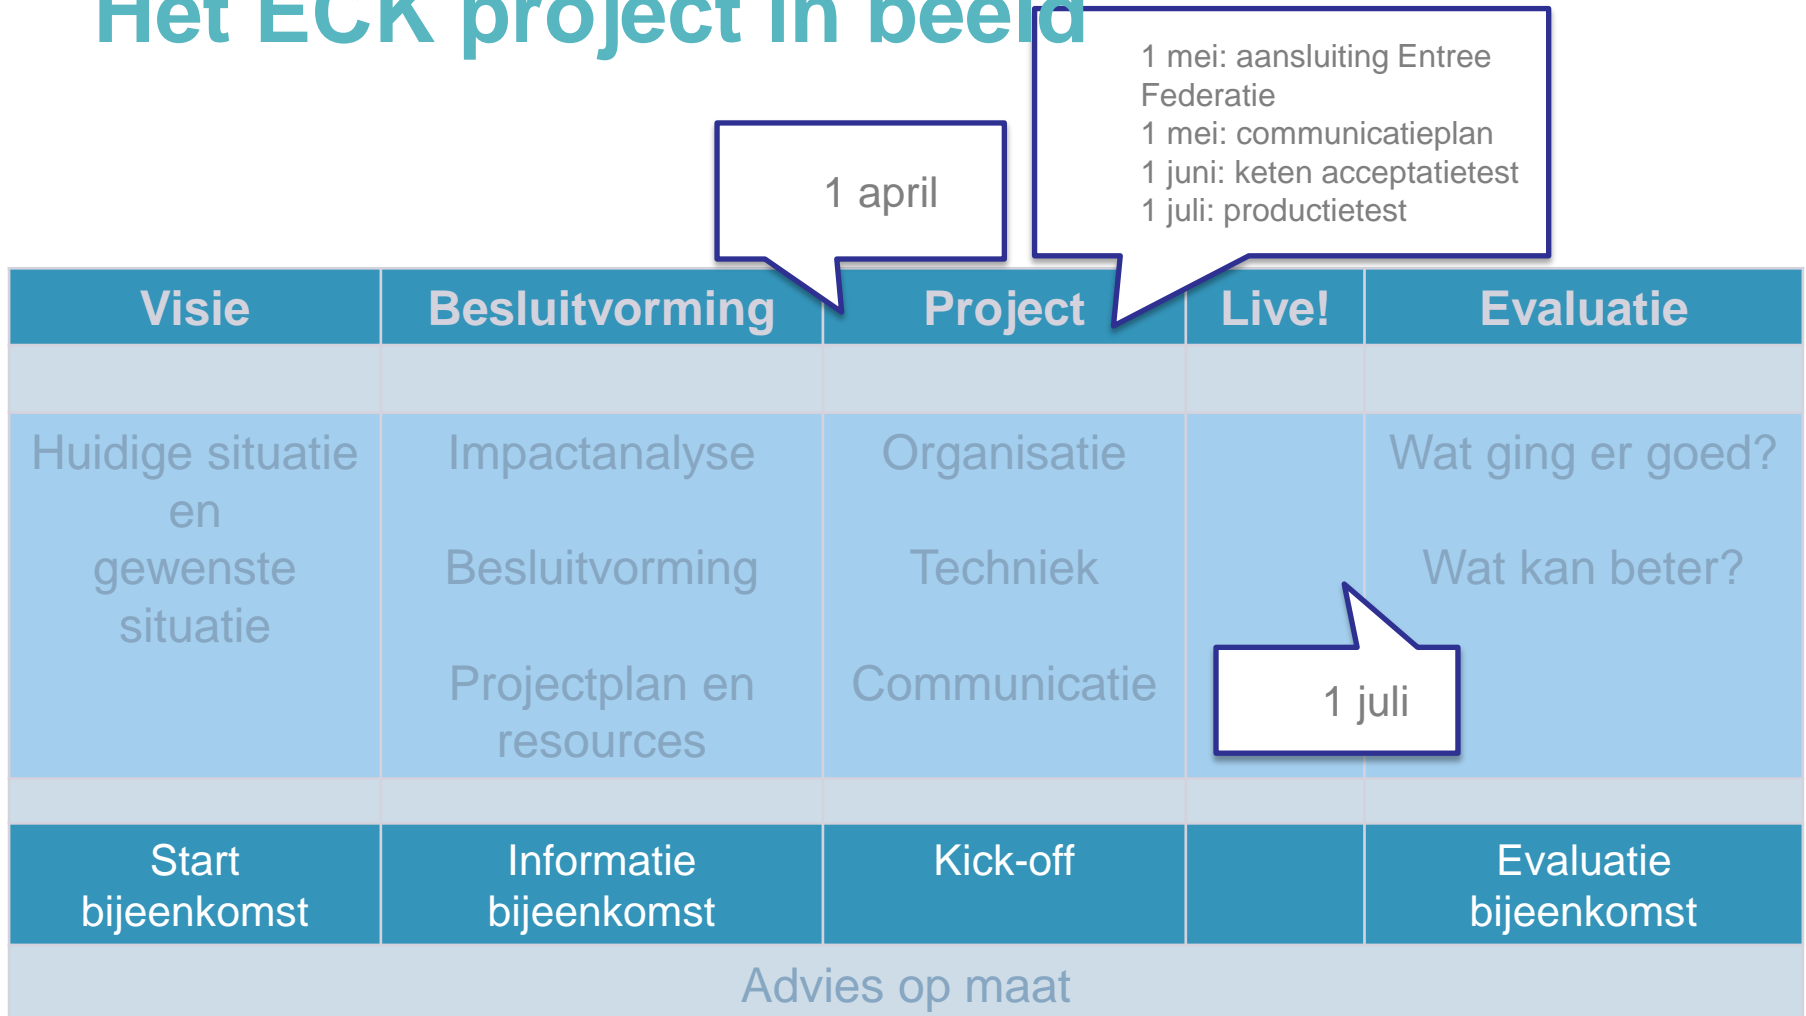 Het ECK project in beeld
1 mei: aansluiting Entree
Federatie
1 mei: communicatieplan
1 juni: keten acceptatietest
1 juli: productietest
1 april
Visie
Besluitvorming
Project
Live!
Evaluatie
Huidige situatie
en
gewenste
situatie
Impactanalyse
Besluitvorming
Projectplan en
resources
Organisatie
Techniek
Communicatie
Wat ging er goed?
Wat kan beter?
1 juli
Start
bijeenkomst
Informatie
bijeenkomst
Kick-off
Evaluatie
bijeenkomst
Advies op maat